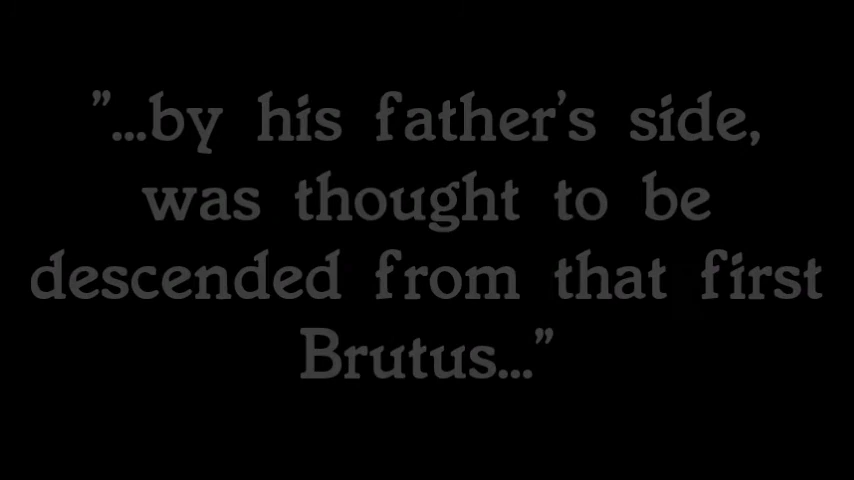 ”...by his father’s side,
was thought to be
descended from that first
Brutus...”